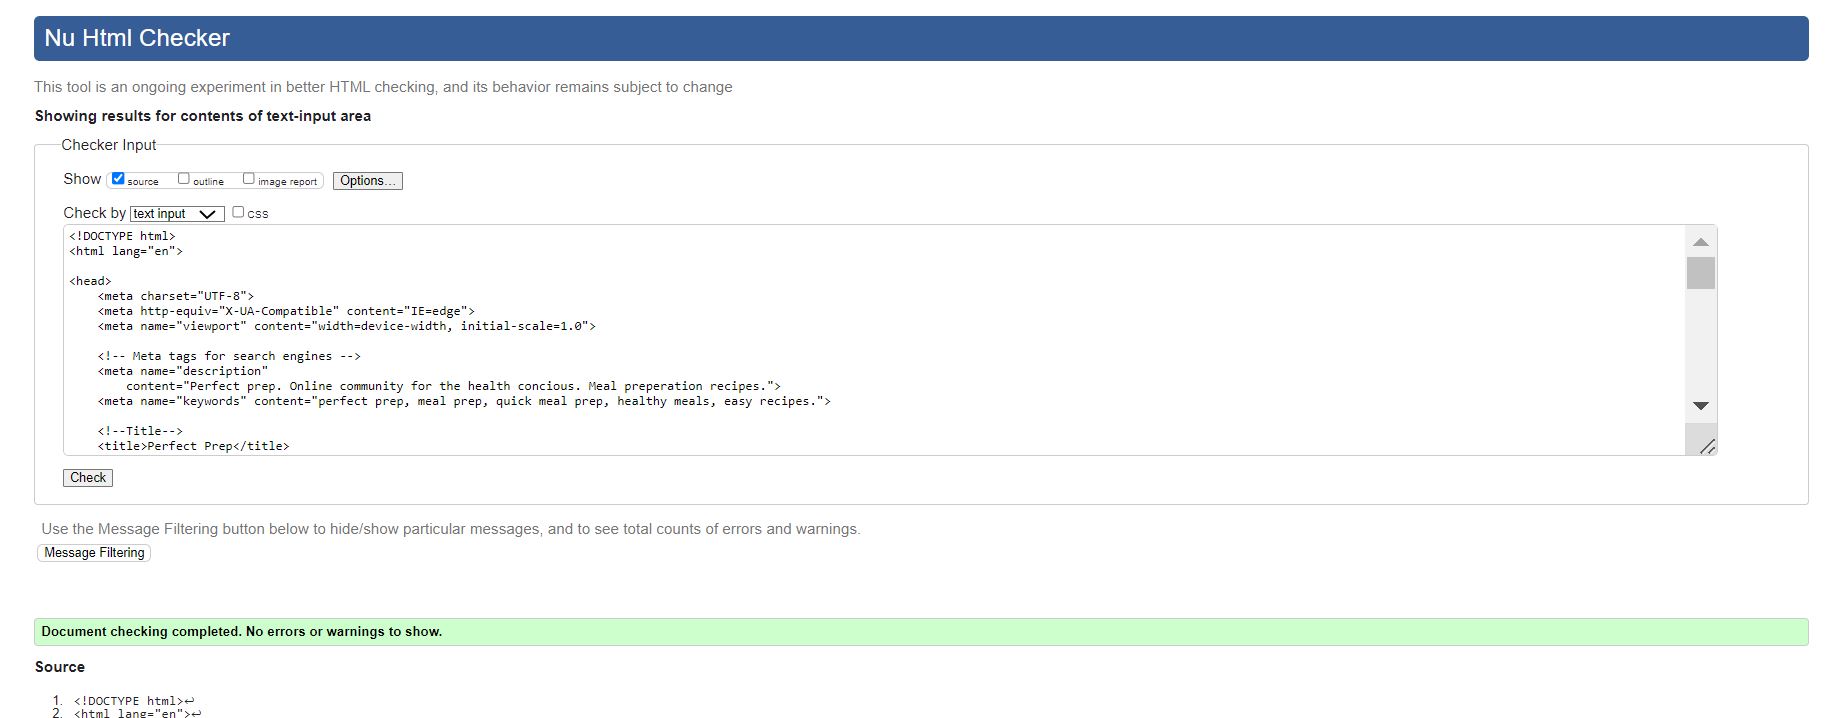 Nu Html Checker
This tool is an ongoing experiment in better HTML checking, and its behavior remains subject to change
Showing results for contents of text-input area
Checker Input
Show source outline image report Options...
Check by text input css
<!DOCTYPE html>
<html lang="en">
<head>
<meta charset="UTF-8">
<meta http-equiv="X-UA-Compatible" content="IE=edge">
<meta name="viewport" content="width=device-width, initial-scale=1.0">
<!-- Meta tags for search engines -->
<meta name="description"
content="Perfect prep. Online community for the health concious. Meal preperation recipes.">
<meta name="keywords" content="perfect prep, meal prep, quick meal prep, healthy meals, easy recipes.">
<!--Title-->
<title>Perfect Prep</title>
Check
Use the Message Filtering button below to hide/show particular messages, and to see total counts of errors and warnings.
Message Filtering
Document checking completed. No errors or warnings to show.
Source
1. <!DOCTYPE html>↩
2. <html lang="en">↩